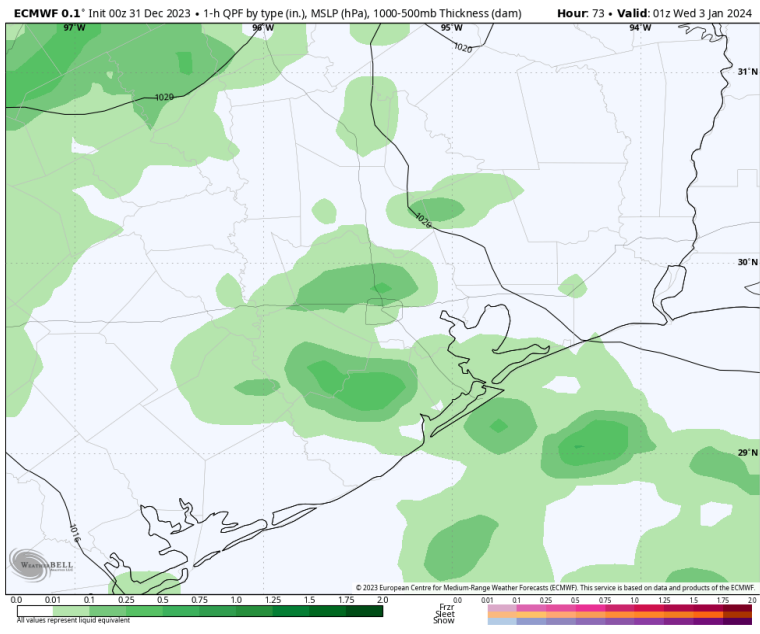 ECMWF 0.1° Init 00z 31 Dec 2023 • 1-h QPF by type (in.), MSLP (hPa), 1000-500mb Thickness (dam) Hour: 73 • Valid: 01z Wed 3 Jan 2024
97°W 96°W 95°W 94°W
1020
31°N
1020
1020
30°N
29°N
1016
WEATHERBELL
© 2023 European Centre for Medium-Range Weather Forecasts (ECMWF). This service is based on data and products of the ECMWF.
0.0 0.01 0.1 0.25 0.5 0.75 1.0 1.25 1.5 1.75 2.0
0.0 0.01 0.1 0.25 0.5 0.75 1.0 1.25 1.5 1.75 2.0
All values represent liquid equivalent
Frzr
Sleet
Snow